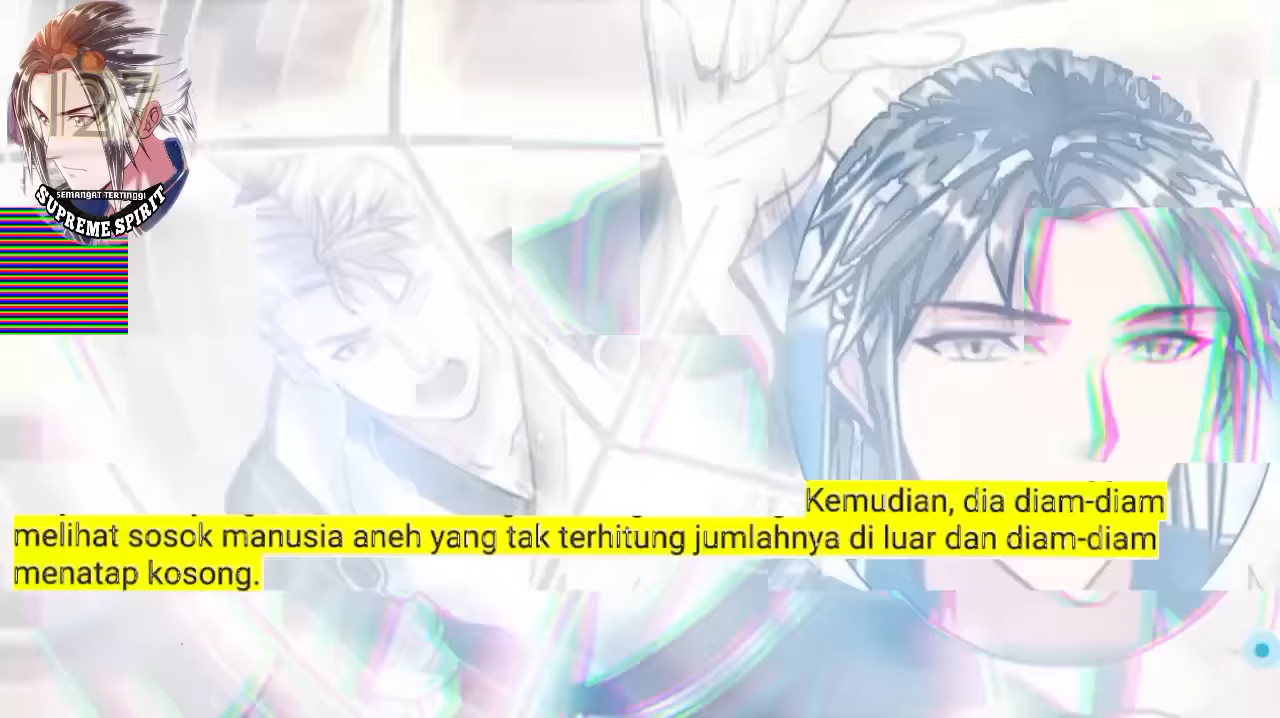 127
SEMANGAT TERTINGGI
SUPREME SPIRIT
Kemudian, dia diam-diam
melihat sosok manusia aneh yang tak terhitung jumlahnya di luar dan diam-diam
menatap kosong.